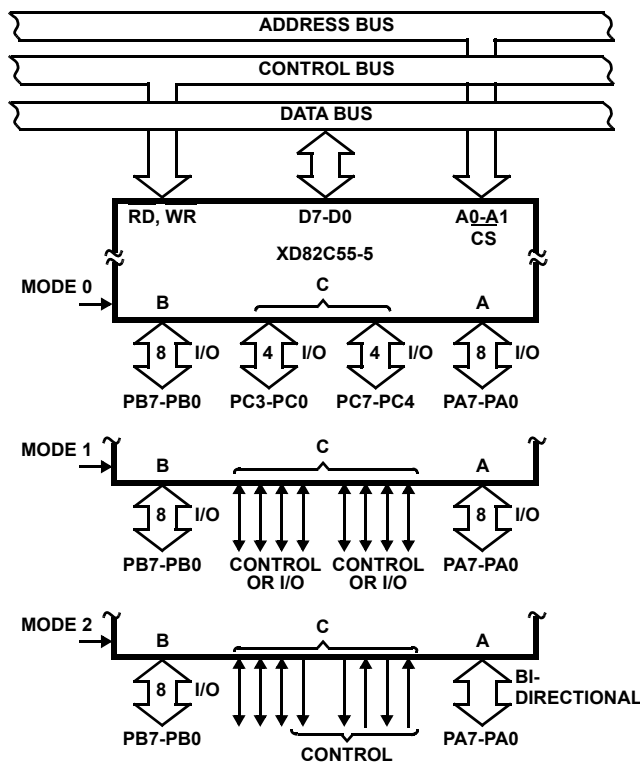 ADDRESS BUS
CONTROL BUS
DATA BUS
RD, WR D7-D0 A0-A1
CS
XD82C55-5
MODE 0
B C A
8 I/O 4 I/O 4 I/O 8 I/O
PB7-PB0 PC3-PC0 PC7-PC4 PA7-PA0
MODE 1
B C A
8 I/O 8 I/O
PB7-PB0 CONTROL CONTROL PA7-PA0
OR I/O OR I/O
MODE 2
B C A
8 I/O BI-
DIRECTIONAL
PB7-PB0 PA7-PA0
CONTROL